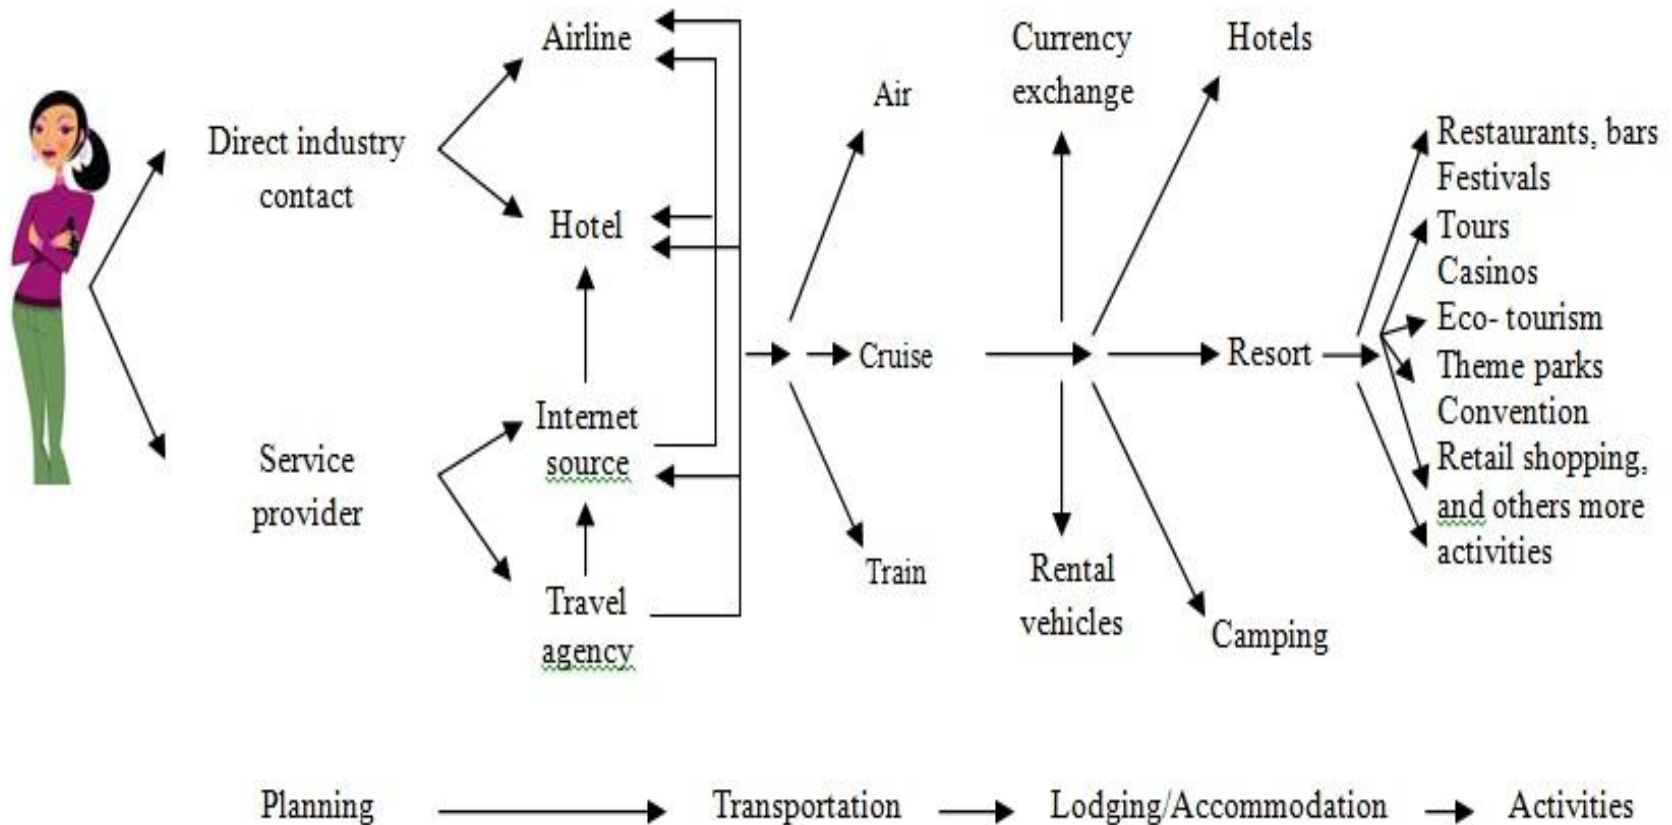 Direct industry
contact
Service
provider
Airline
Hotel
Internet
source
Travel
agency
Air
Cruise
Train
Currency
exchange
Rental
vehicles
Hotels
Resort
Camping
Restaurants, bars
Festivals
Tours
Casinos
Eco- tourism
Theme parks
Convention
Retail shopping,
and others more
activities
Planning
Transportation
Lodging/Accommodation
Activities